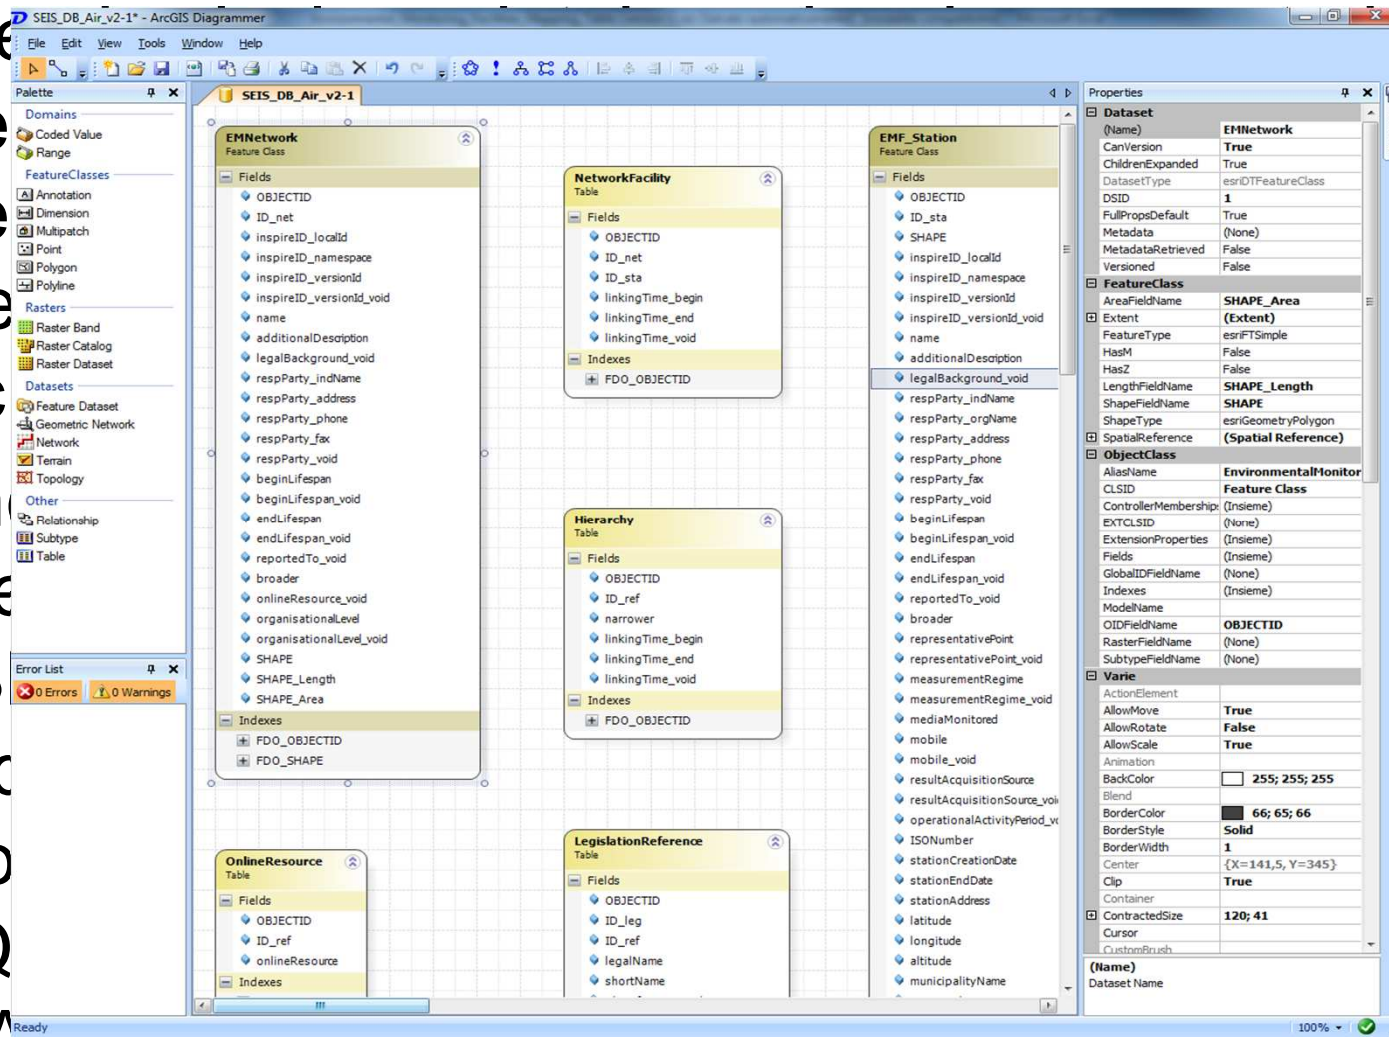 SEIS_DB_Air_v2-1* - ArcGIS Diagrammer
File Edit View Tools Window Help
Palette
Domains
Coded Value
Range
FeatureClasses
Annotation
Dimension
Multipatch
Point
Polygon
Polyline
Rasters
Raster Band
Raster Catalog
Raster Dataset
Datasets
Feature Dataset
Geometric Network
Network
Terrain
Topology
Other
Relationship
Subtype
Table
Error List
0 Errors 0 Warnings
SEIS_DB_Air_v2-1
EMNetwork
Feature Class
Fields
OBJECTID
ID_net
inspireID_localId
inspireID_namespace
inspireID_versionId
inspireID_versionId_void
name
additionalDescription
legalBackground_void
respParty_indName
respParty_address
respParty_phone
respParty_fax
respParty_void
beginLifespan
beginLifespan_void
endLifespan
endLifespan_void
reportedTo_void
broader
onlineResource_void
organisationalLevel
organisationalLevel_void
SHAPE
SHAPE_Length
SHAPE_Area
Indexes
FDO_OBJECTID
FDO_SHAPE
OnlineResource
Table
Fields
OBJECTID
ID_ref
onlineResource
Indexes
NetworkFacility
Table
Fields
OBJECTID
ID_net
ID_sta
linkingTime_begin
linkingTime_end
linkingTime_void
Indexes
FDO_OBJECTID
Hierarchy
Table
Fields
OBJECTID
ID_ref
narrower
linkingTime_begin
linkingTime_end
linkingTime_void
Indexes
FDO_OBJECTID
LegislationReference
Table
Fields
OBJECTID
ID_leg
ID_ref
legalName
shortName
EMF_Station
Feature Class
Fields
OBJECTID
ID_sta
SHAPE
inspireID_localId
inspireID_namespace
inspireID_versionId
inspireID_versionId_void
name
additionalDescription
legalBackground_void
respParty_indName
respParty_orgName
respParty_address
respParty_phone
respParty_fax
respParty_void
beginLifespan
beginLifespan_void
endLifespan
endLifespan_void
reportedTo_void
broader
representativePoint
representativePoint_void
measurementRegime
measurementRegime_void
mediaMonitored
mobile
mobile_void
resultAcquisitionSource
resultAcquisitionSource_voi
operationalActivityPeriod_vo
ISONumber
stationCreationDate
stationEndDate
stationAddress
latitude
longitude
altitude
municipalityName
Properties
Dataset
(Name) EMNetwork
CanVersion True
ChildrenExpanded True
DatasetType esriDTFeatureClass
DSID 1
FullPropsDefault True
Metadata (None)
MetadataRetrieved False
Versioned False
FeatureClass
AreaFieldName SHAPE_Area
Extent (Extent)
FeatureType esriFTSimple
HasM False
HasZ False
LengthFieldName SHAPE_Length
ShapeFieldName SHAPE
ShapeType esriGeometryPolygon
SpatialReference (Spatial Reference)
ObjectClass
AliasName EnvironmentalMonitor
CLSID Feature Class
ControllerMembership: (Insieme)
EXTCLSID (None)
ExtensionProperties (Insieme)
Fields (Insieme)
GlobalIDFieldName (None)
Indexes (Insieme)
ModelName
OIDFieldName OBJECTID
RasterFieldName (None)
SubtypeFieldName (None)
Varie
ActionElement
AllowMove True
AllowRotate False
AllowScale True
Animation
BackColor 255; 255; 255
Blend
BorderColor 66; 65; 66
BorderStyle Solid
BorderWidth 1
Center {X=141,5, Y=345}
Clip True
Container
ContractedSize 120; 41
Cursor
CustomBrush
(Name)
Dataset Name
Ready
100%